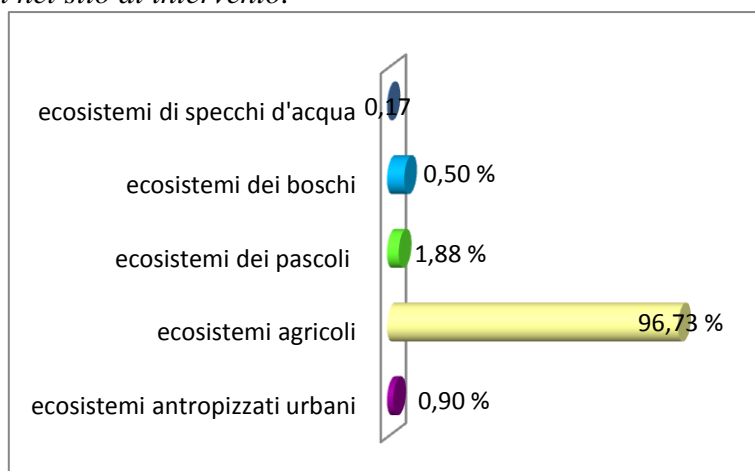 nel sito di intervento.
ecosistemi di specchi d'acqua 0,17
ecosistemi dei boschi 0,50 %
ecosistemi dei pascoli 1,88 %
ecosistemi agricoli 96,73 %
ecosistemi antropizzati urbani 0,90 %